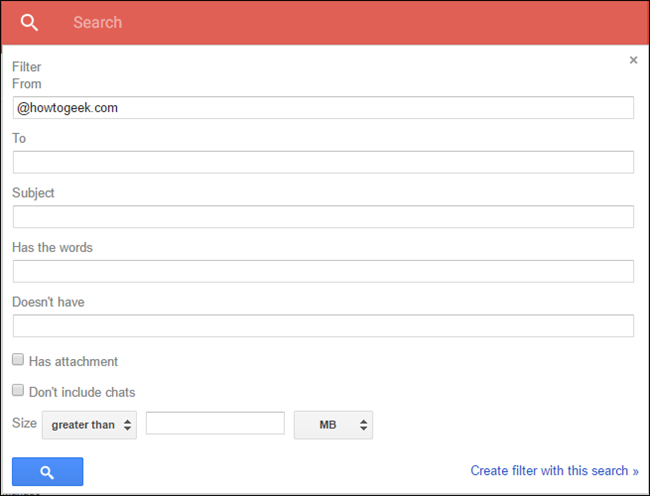 Search
Filter
From
@howtogeek.com
To
Subject
Has the words
Doesn't have
Has attachment
Don't include chats
Size greater than MB
Create filter with this search »